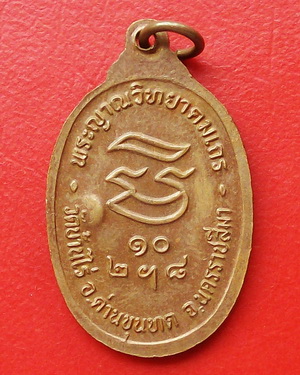 พระญาณวิทยาคมเถร
๑๐
๒ ฯ ๘
วัดบ้านไร่ อ.ด่านขุนทด จ.นครราชสีมา